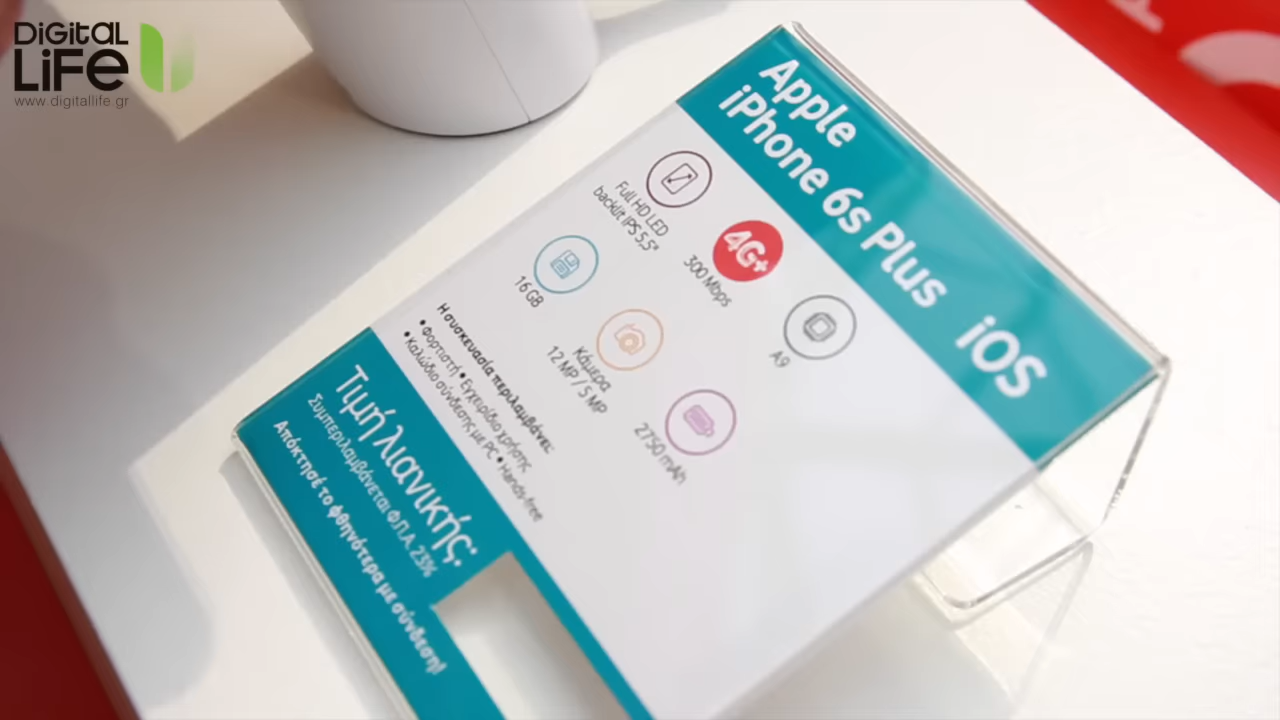 DiGitAL
LiFe
www.digitallife.gr
Apple
iPhone 6s Plus iOS
Full HD LED
backlit IPS 5,5"
4G+
300 Mbps
A9
16 GB
Κάμερα
12 MP / 5 MP
2750 mAh
Η συσκευασία περιλαμβάνει:
• Φορτιστή • Εγχειρίδιο χρήσης
• Καλώδιο σύνδεσης με PC • Hands-free
Τιμή λιανικής:
Συμπεριλαμβάνεται Φ.Π.Α. 23%
Απόκτησέ το φθηνότερα με σύνδεση!